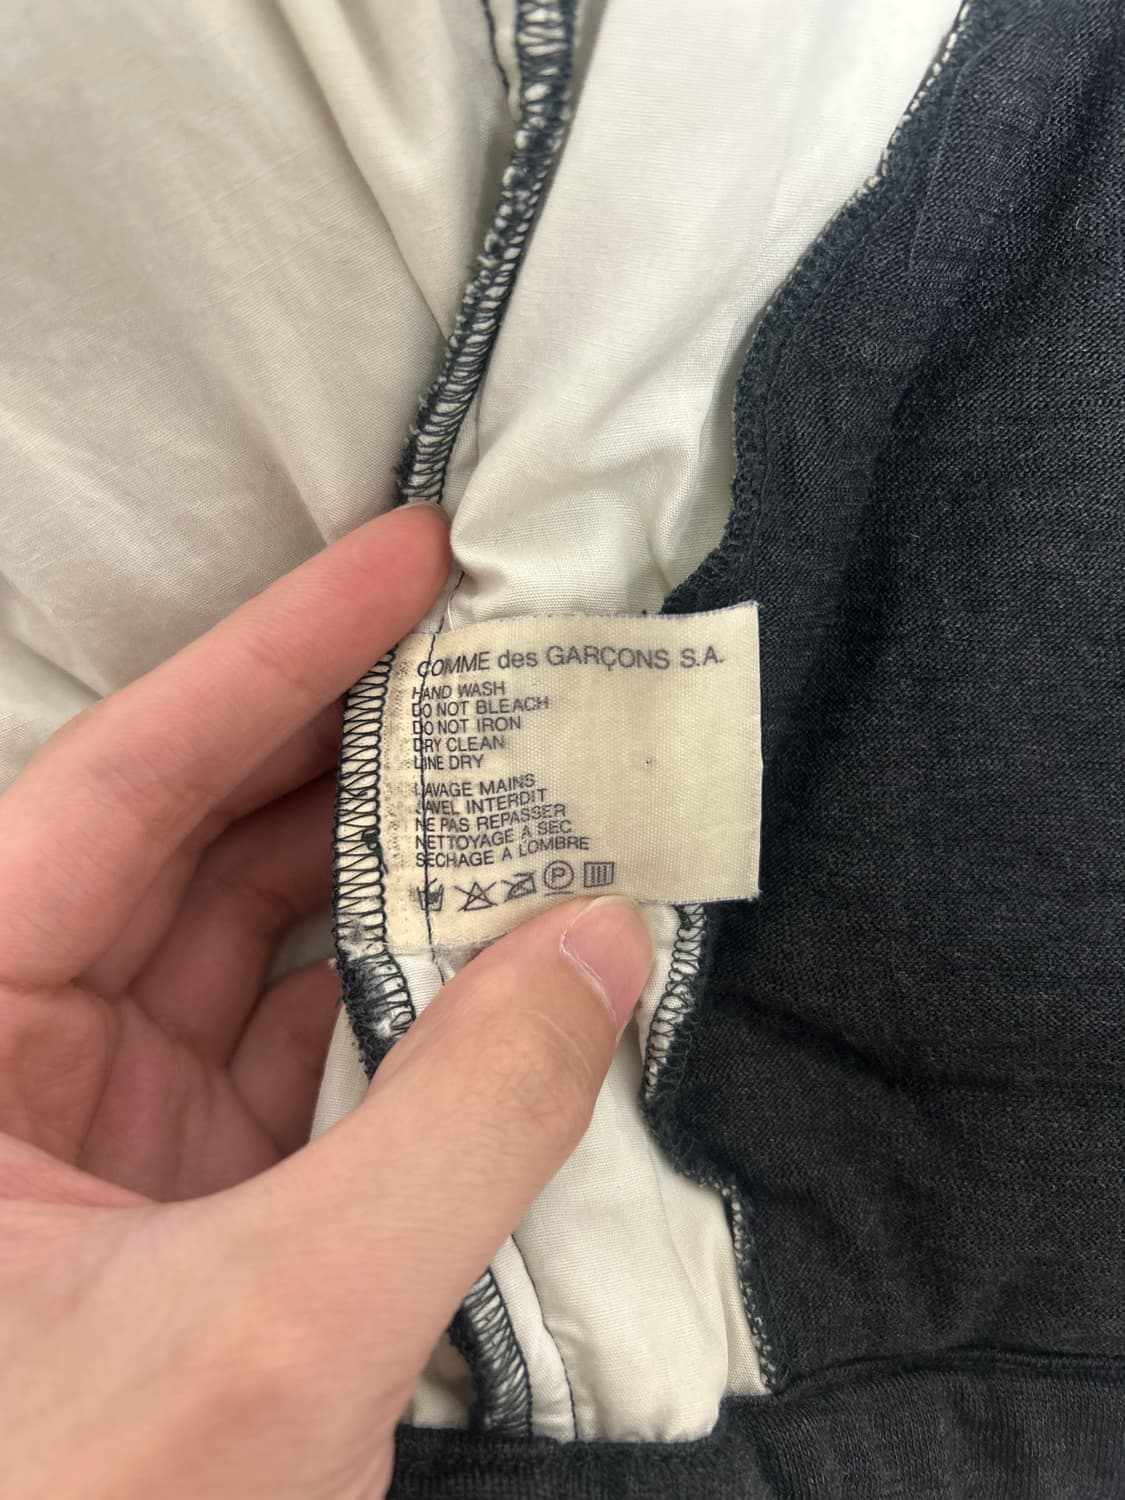 COMME des GARÇONS S.A.
HAND WASH
DO NOT BLEACH
DO NOT IRON
DRY CLEAN
LINE DRY
LAVAGE MAINS
JAVEL INTERDIT
NE PAS REPASSER
NETTOYAGE A SEC
SECHAGE A LOMBRE
P